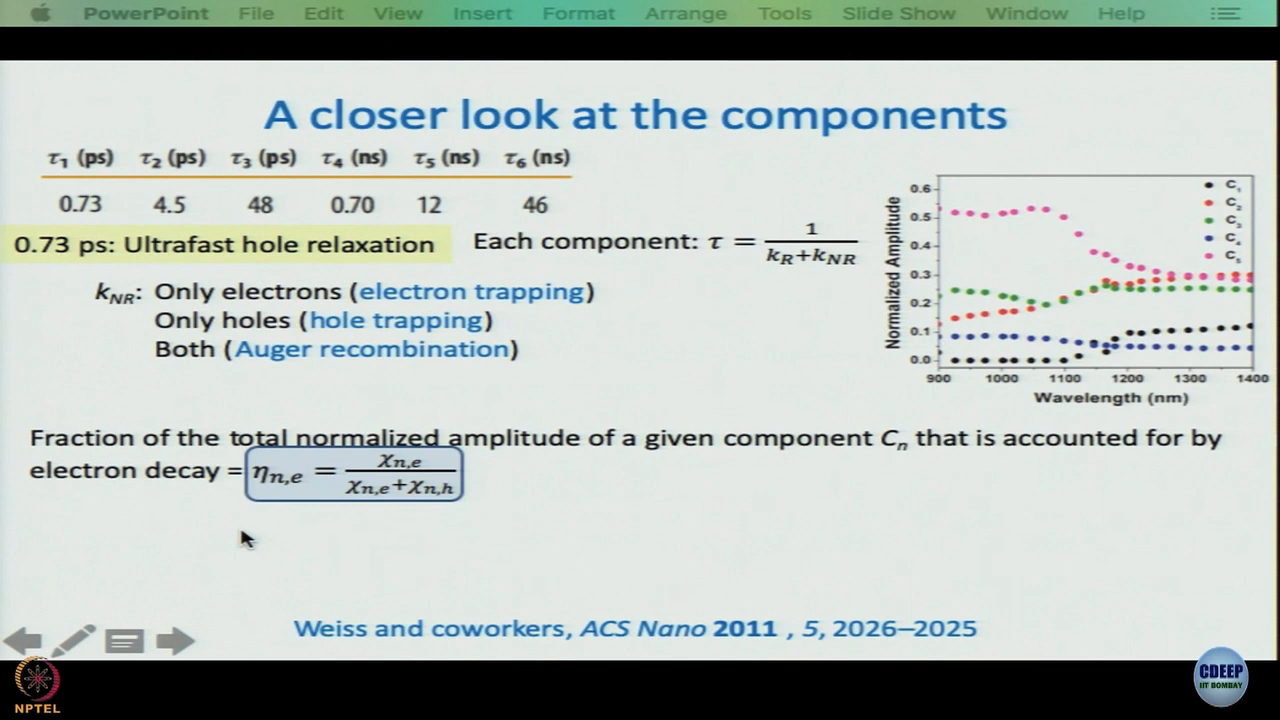 PowerPoint File Edit View Insert Format Arrange Tools Slide Show Window Help
A closer look at the components
τ₁ (ps) τ₂ (ps) τ₃ (ps) τ₄ (ns) τ₅ (ns) τ₆ (ns)
0.73 4.5 48 0.70 12 46
0.73 ps: Ultrafast hole relaxation
Each component: τ = 1 / (k_R + k_NR)
k_NR: Only electrons (electron trapping)
Only holes (hole trapping)
Both (Auger recombination)
Normalized Amplitude
0.6
0.5
0.4
0.3
0.2
0.1
0.0
C₁
C₂
C₃
C₄
C₅
900 1000 1100 1200 1300 1400
Wavelength (nm)
Fraction of the total normalized amplitude of a given component Cₙ that is accounted for by
electron decay = η_n,e = χ_n,e / (χ_n,e + χ_n,h)
Weiss and coworkers, ACS Nano 2011 , 5, 2026–2025
NPTEL
CDEEP
IIT BOMBAY